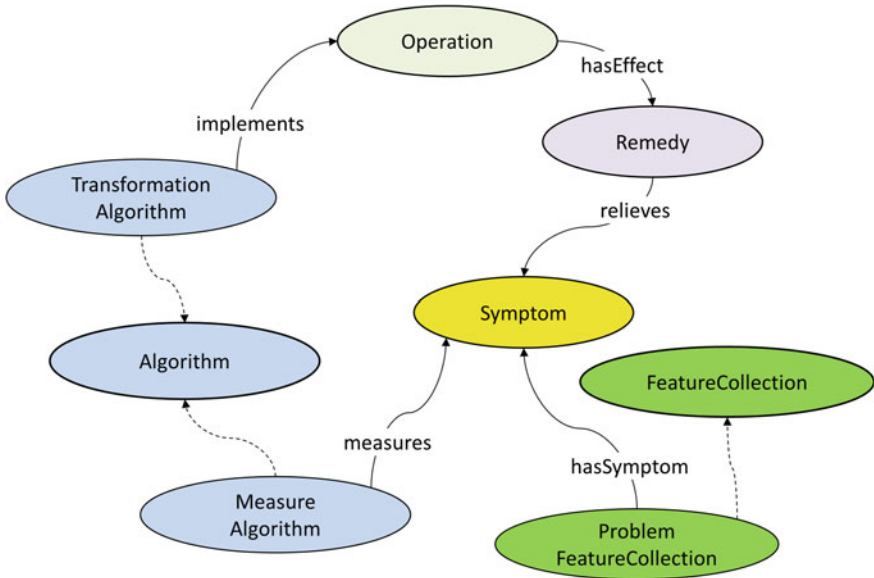 Operation
hasEffect
implements
Remedy
Transformation
Algorithm
relieves
Symptom
Algorithm
FeatureCollection
measures
hasSymptom
Measure
Algorithm
Problem
FeatureCollection